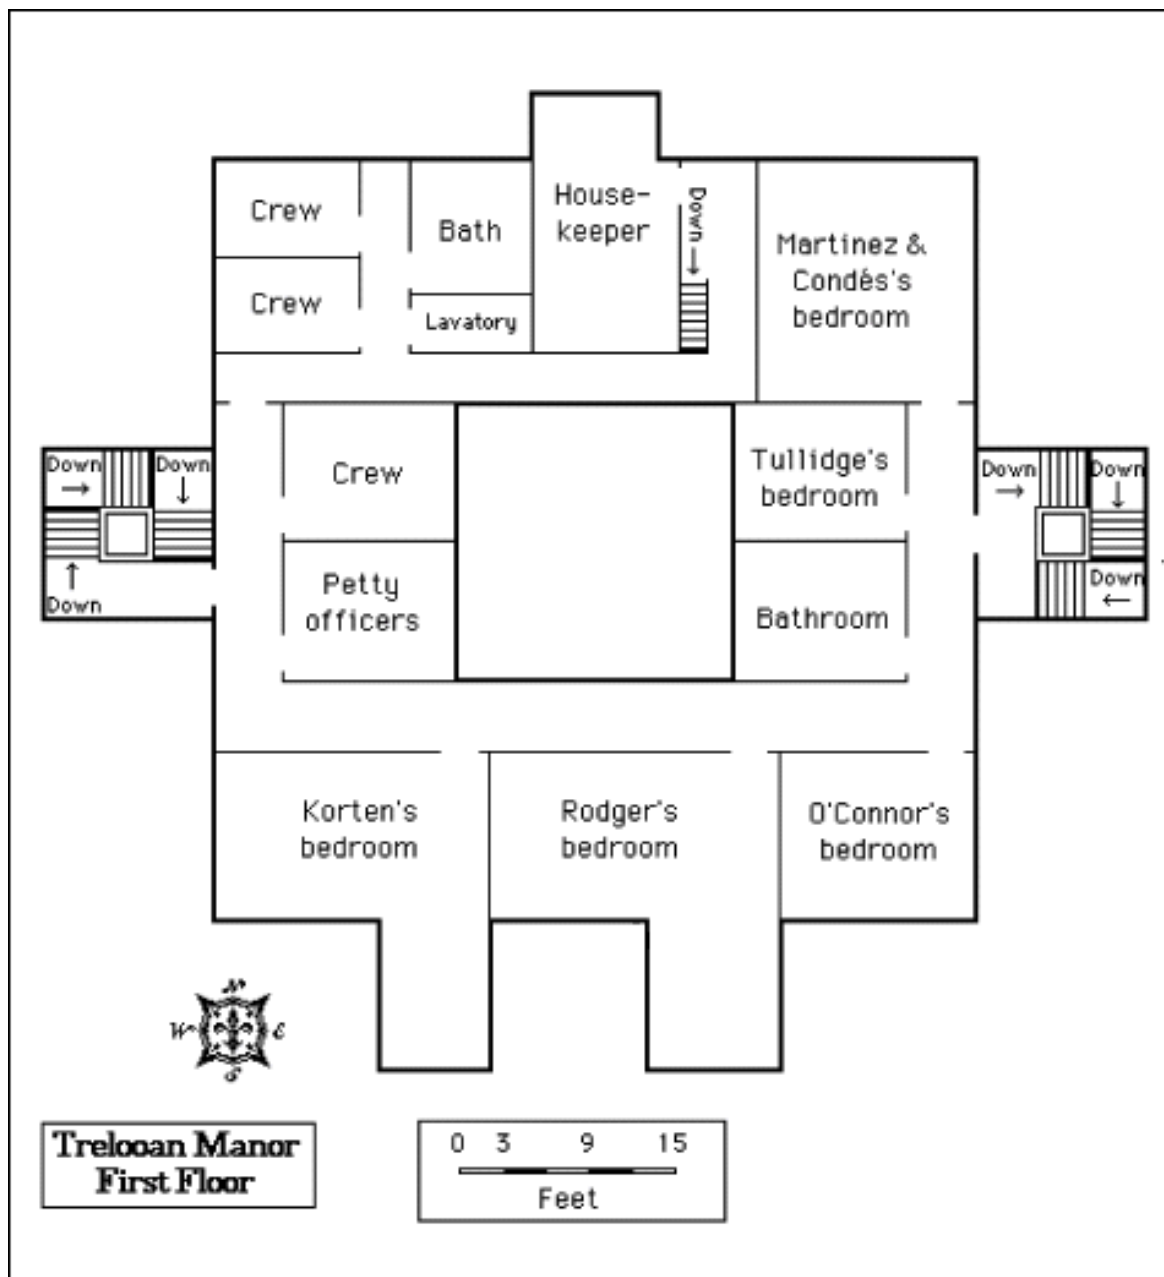 Crew
Bath
House-
keeper
Down
Martinez &
Condés's
bedroom
Crew
Lavatory
Down
Down
Down
Crew
Tullidge's
bedroom
Down
Down
Down
Petty
officers
Bathroom
Korten's
bedroom
Rodger's
bedroom
O'Connor's
bedroom
N
W
E
S
Trelooan Manor
First Floor
0 3 9 15
Feet